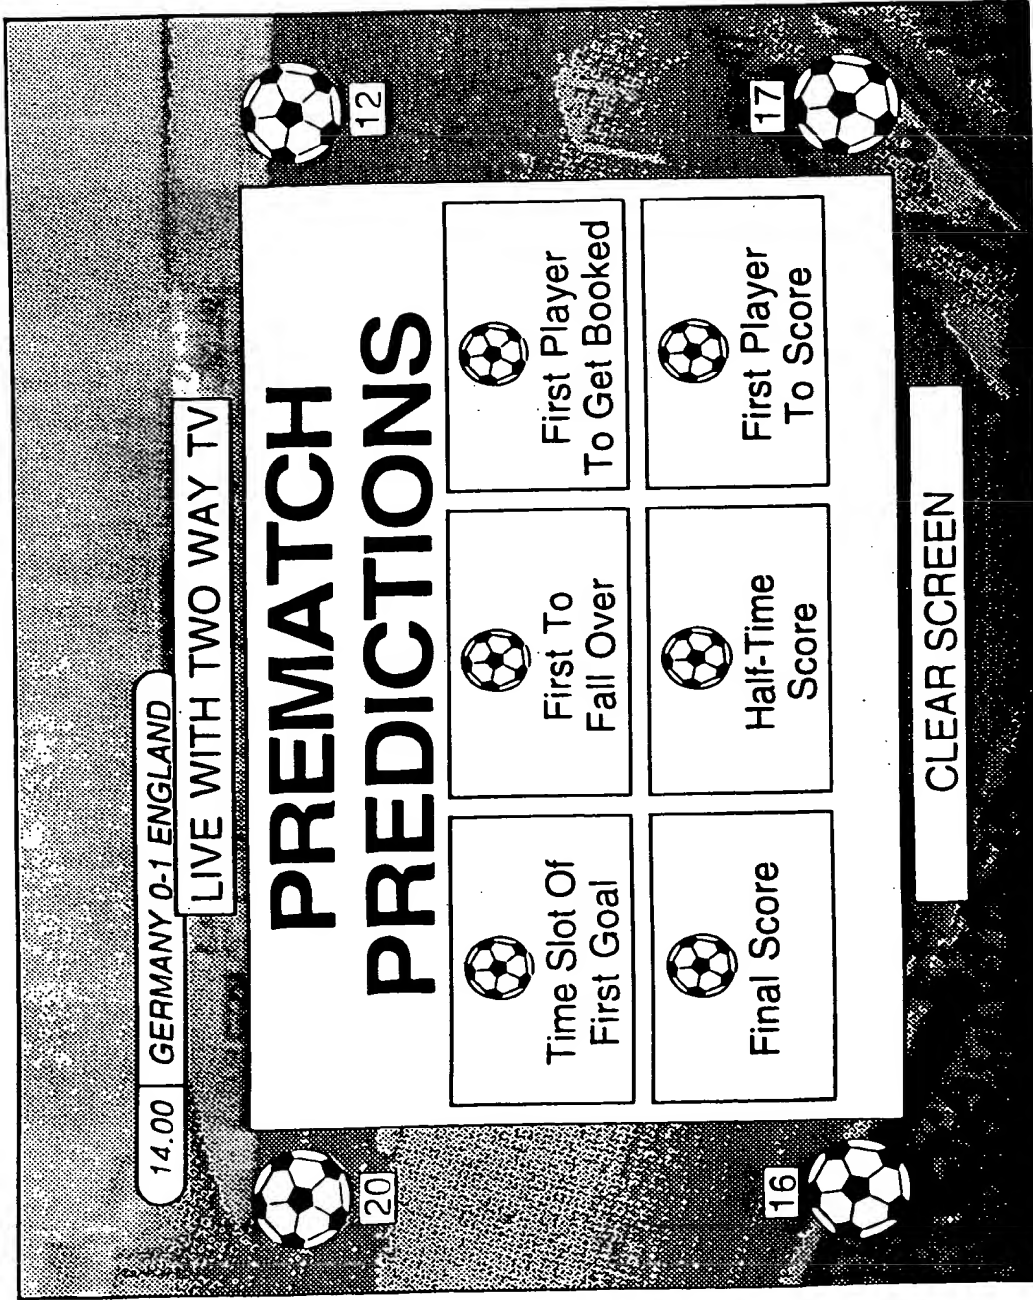 14.00 GERMANY 0-1 ENGLAND
LIVE WITH TWO WAY TV
20
12
PREMATCH
PREDICTIONS
Time Slot Of
First Goal
First To
Fall Over
First Player
To Get Booked
Final Score
Half-Time
Score
First Player
To Score
16
17
CLEAR SCREEN